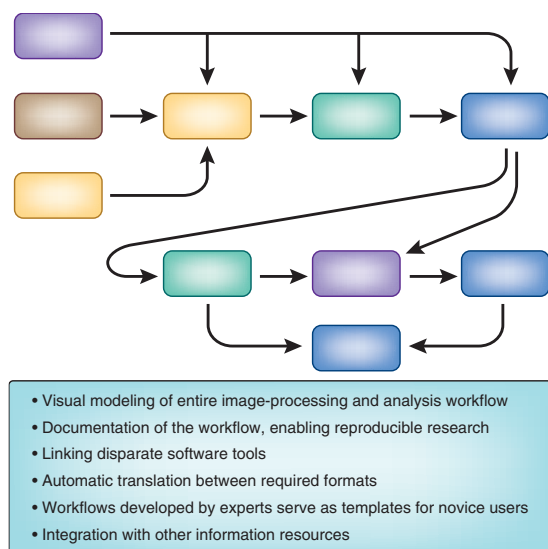 • Visual modeling of entire image-processing and analysis workflow
• Documentation of the workflow, enabling reproducible research
• Linking disparate software tools
• Automatic translation between required formats
• Workflows developed by experts serve as templates for novice users
• Integration with other information resources